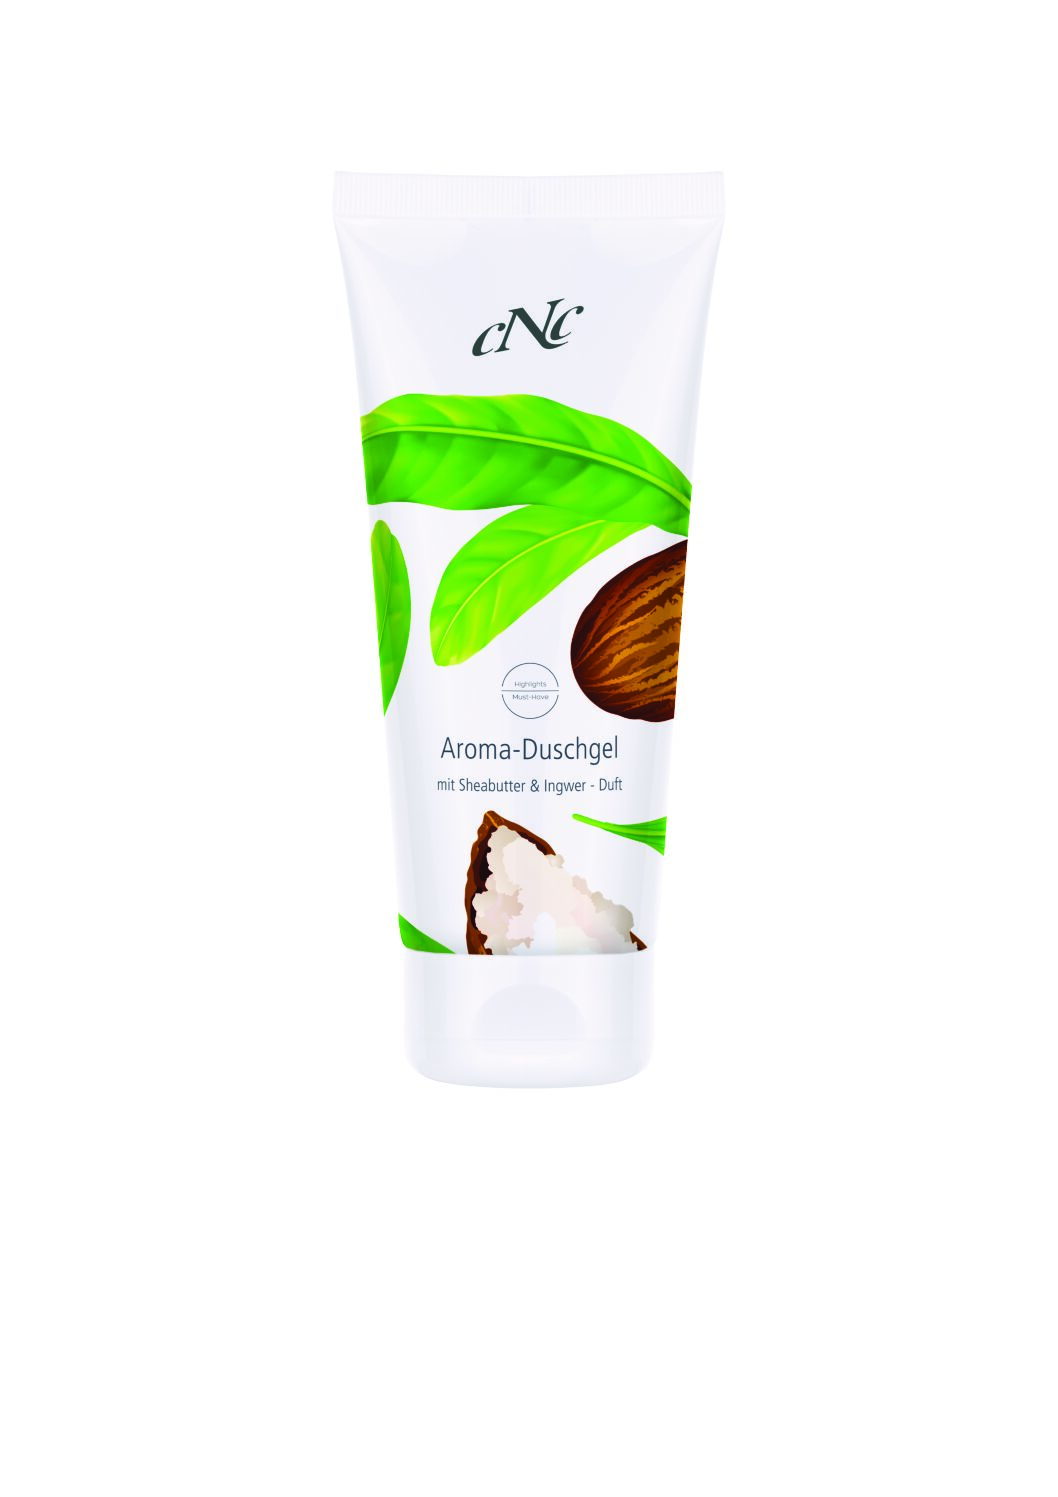 cNc
Highlights
Must-Have
Aroma-Duschgel
mit Sheabutter & Ingwer - Duft